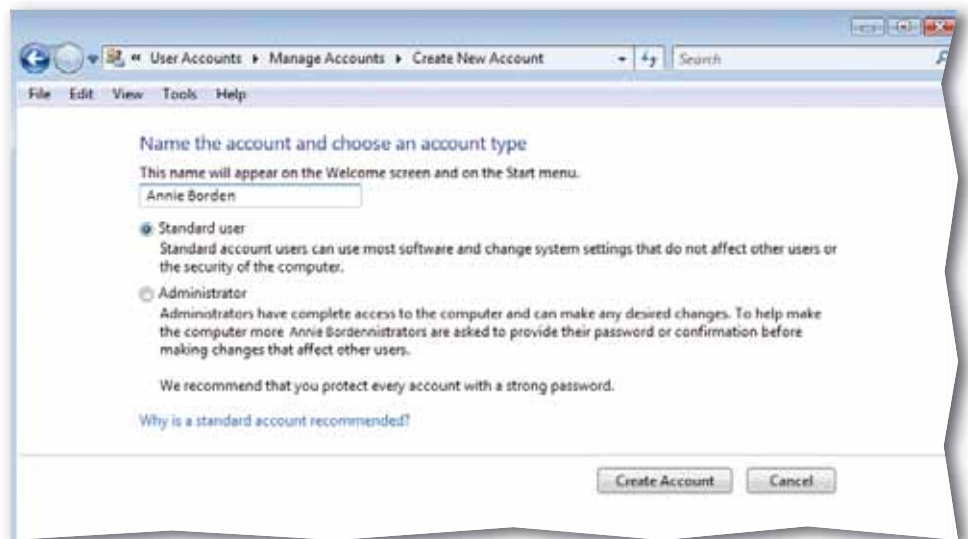 « User Accounts ▸ Manage Accounts ▸ Create New Account
Search
File Edit View Tools Help
Name the account and choose an account type
This name will appear on the Welcome screen and on the Start menu.
Annie Borden
Standard user
Standard account users can use most software and change system settings that do not affect other users or
the security of the computer.
Administrator
Administrators have complete access to the computer and can make any desired changes. To help make
the computer more Annie Bordennistrators are asked to provide their password or confirmation before
making changes that affect other users.
We recommend that you protect every account with a strong password.
Why is a standard account recommended?
Create Account Cancel